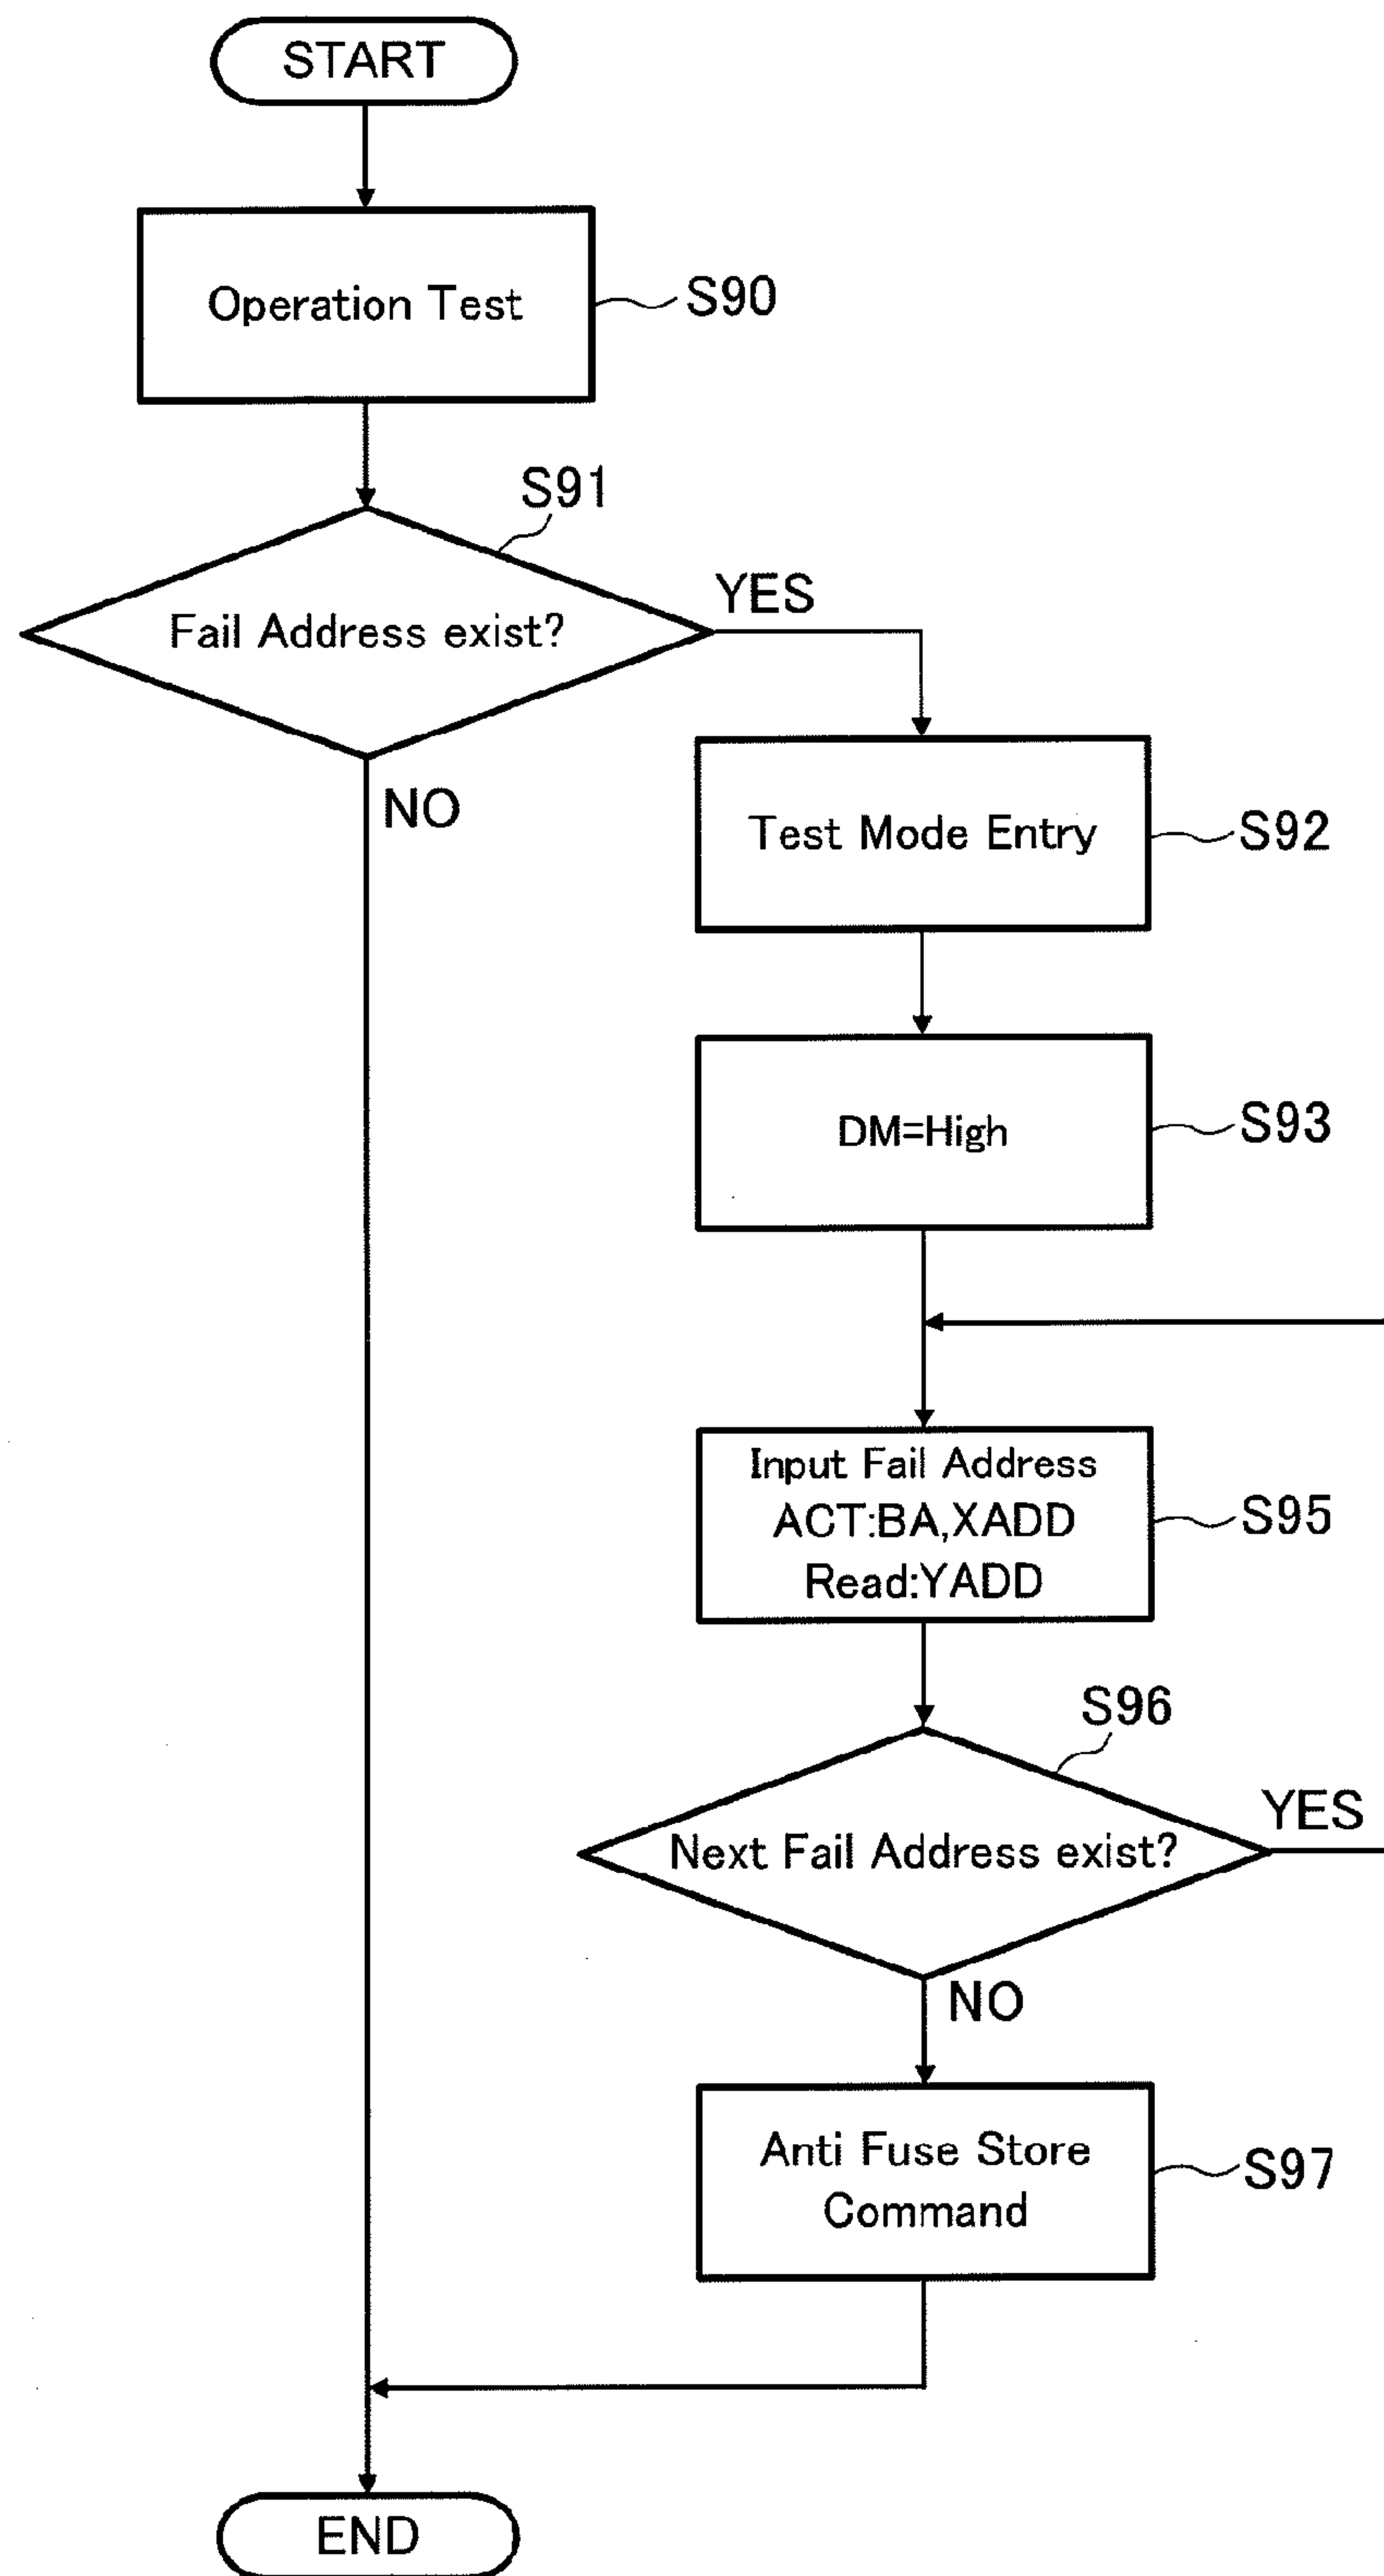 START
Operation Test
S90
S91
Fail Address exist?
YES
NO
Test Mode Entry
S92
DM=High
S93
Input Fail Address
ACT:BA,XADD
Read:YADD
S95
S96
Next Fail Address exist?
YES
NO
Anti Fuse Store
Command
S97
END